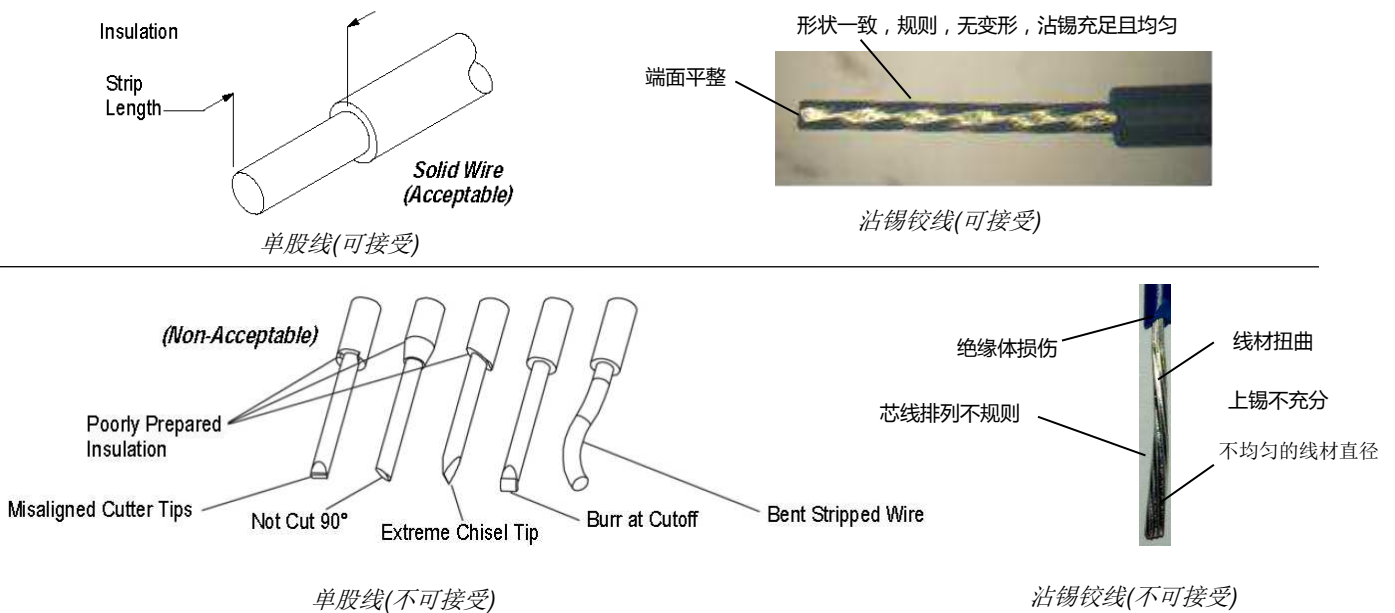 Insulation
Strip
Length
Solid Wire
(Acceptable)
单股线(可接受)
形状一致，规则，无变形，沾锡充足且均匀
端面平整
沾锡铰线(可接受)
(Non-Acceptable)
Poorly Prepared
Insulation
Misaligned Cutter Tips
Not Cut 90°
Extreme Chisel Tip
Burr at Cutoff
Bent Stripped Wire
单股线(不可接受)
绝缘体损伤
线材扭曲
芯线排列不规则
上锡不充分
不均匀的线材直径
沾锡铰线(不可接受)